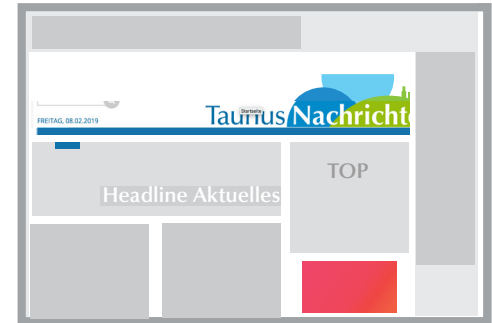 Startseite
Taunus Nachricht
FREITAG, 08.02.2019
TOP
Headline Aktuelles